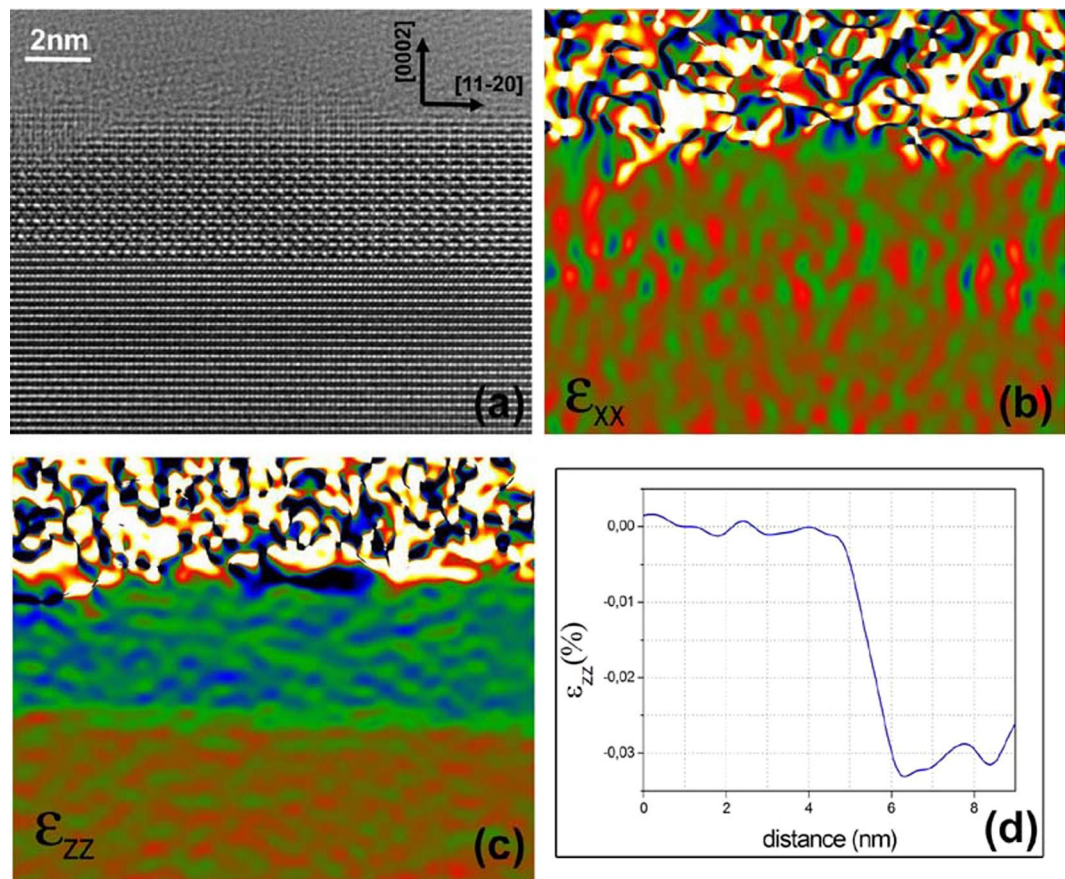 2nm
[0002]
[11-20]
(a)
εxx
(b)
εzz
(c)
0,00
-0,01
-0,02
-0,03
εzz(%)
0 2 4 6 8
distance (nm)
(d)